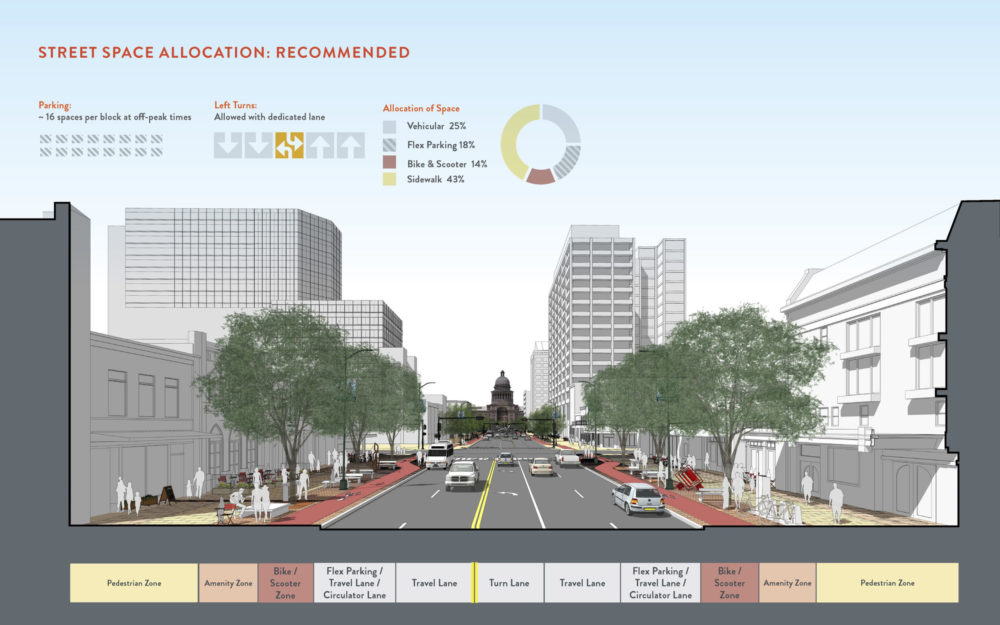 STREET SPACE ALLOCATION: RECOMMENDED
Parking:
~ 16 spaces per block at off-peak times
Left Turns:
Allowed with dedicated lane
Allocation of Space
Vehicular 25%
Flex Parking 18%
Bike & Scooter 14%
Sidewalk 43%
Pedestrian Zone
Amenity Zone
Bike /
Scooter
Zone
Flex Parking /
Travel Lane /
Circulator Lane
Travel Lane
Turn Lane
Travel Lane
Flex Parking /
Travel Lane /
Circulator Lane
Bike /
Scooter
Zone
Amenity Zone
Pedestrian Zone